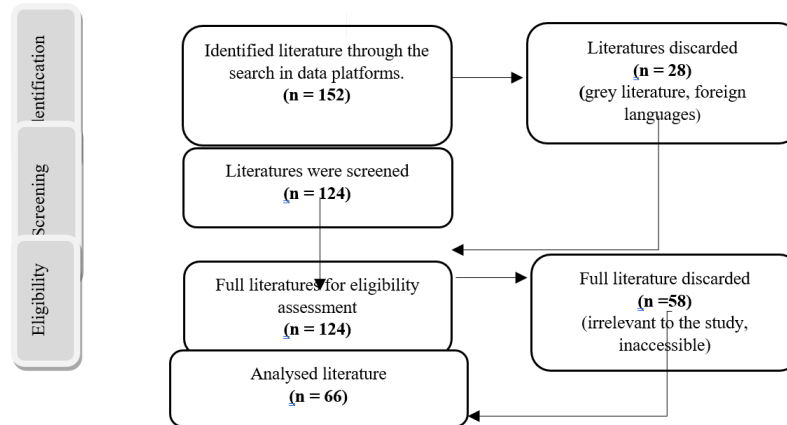 Identified literature through the
search in data platforms.
(n = 152)
Literatures discarded
(n = 28)
(grey literature, foreign
languages)
dentification
Literatures were screened
(n = 124)
Screening
Full literatures for eligibility
assessment
(n = 124)
Full literature discarded
(n =58)
(irrelevant to the study,
inaccessible)
Eligibility
Analysed literature
(n = 66)